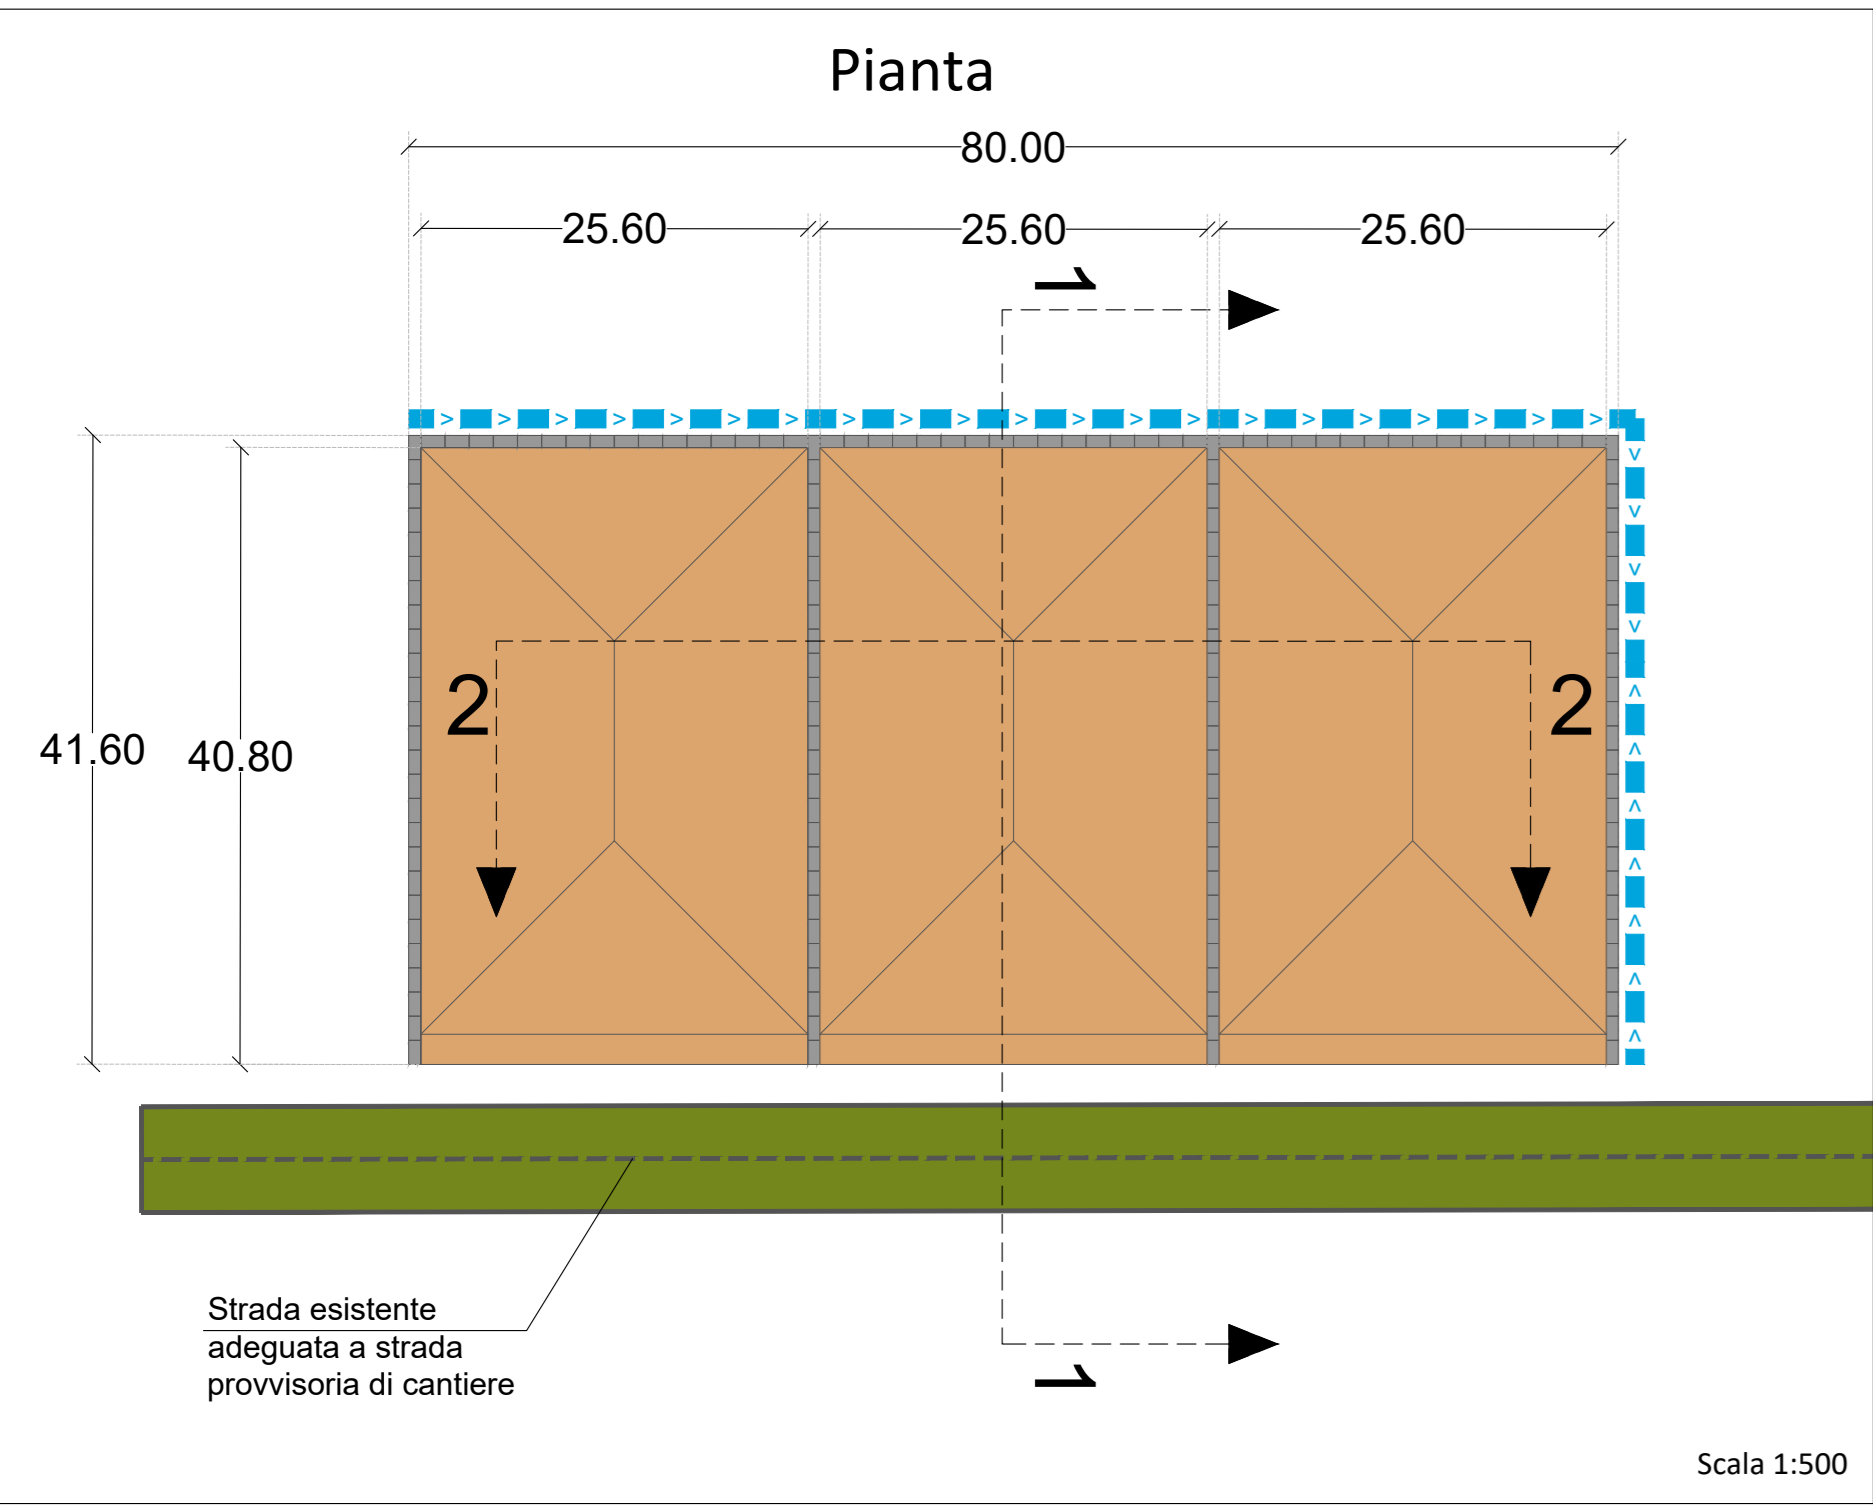 Pianta
80.00
25.60 25.60 25.60
1
2 2
41.60 40.80
Strada esistente
adeguata a strada
provvisoria di cantiere
1
Scala 1:500